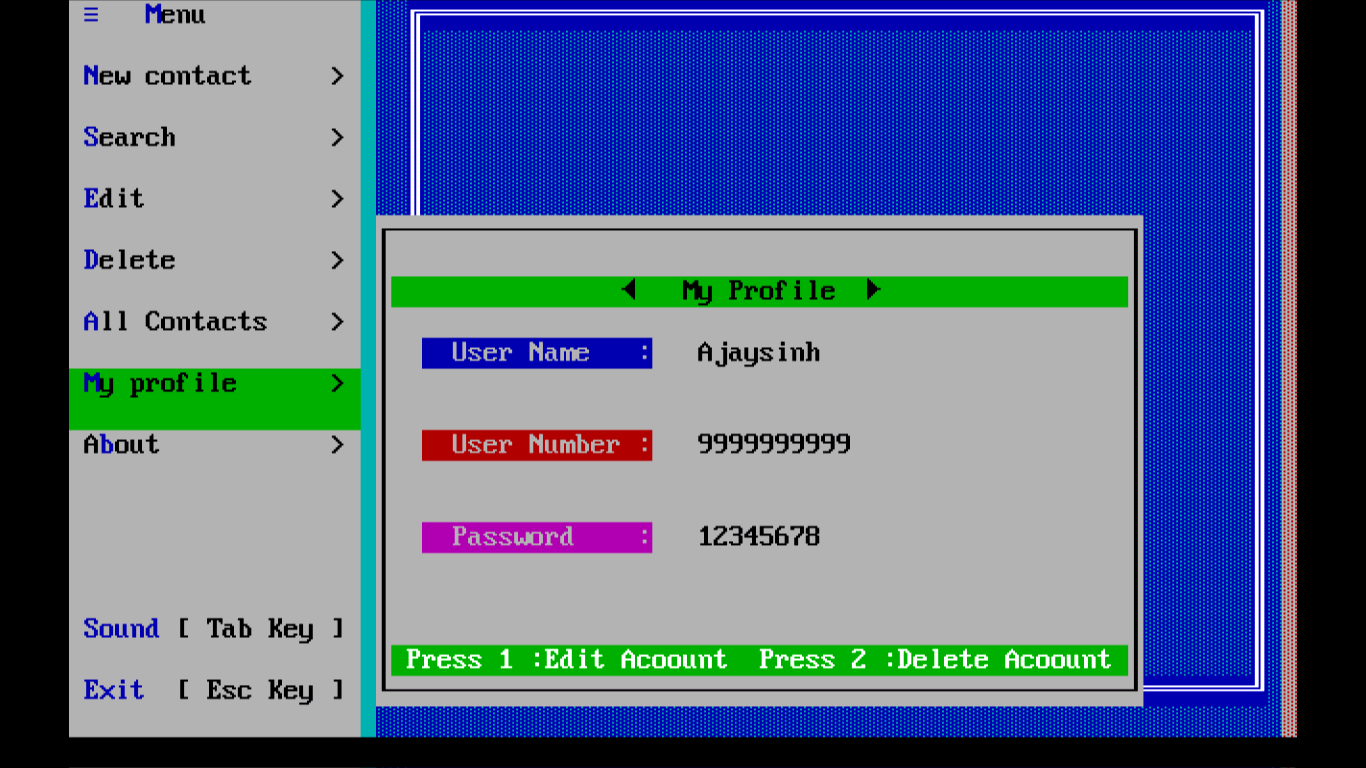 ≡ Menu
New contact >
Search >
Edit >
Delete >
All Contacts >
My profile >
About >
Sound [ Tab Key ]
Exit [ Esc Key ]
◄ My Profile ►
User Name : Ajaysinh
User Number : 9999999999
Password : 12345678
Press 1 :Edit Acoount Press 2 :Delete Acoount